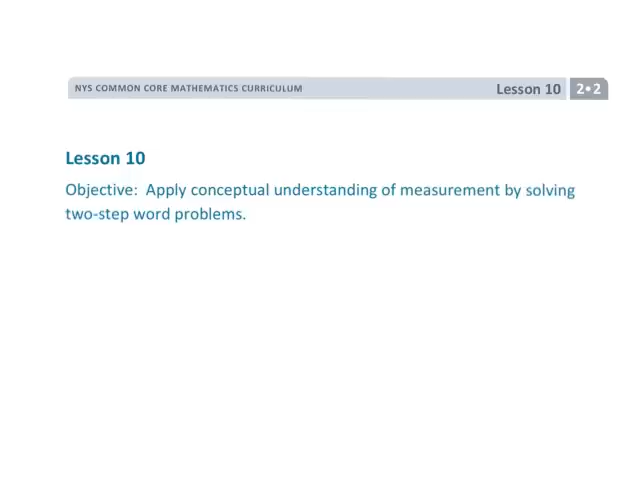 NYS COMMON CORE MATHEMATICS CURRICULUM Lesson 10 2•2
Lesson 10
Objective: Apply conceptual understanding of measurement by solving
two-step word problems.